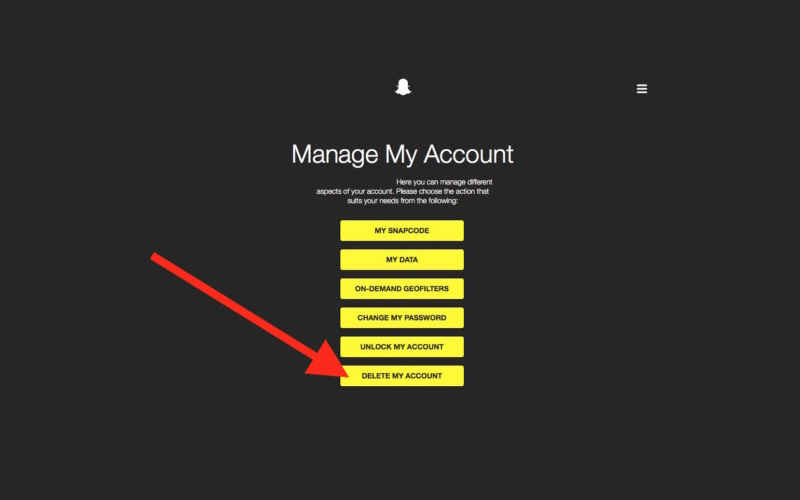 Manage My Account
Here you can manage different
aspects of your account. Please choose the action that
suits your needs from the following:
MY SNAPCODE
MY DATA
ON-DEMAND GEOFILTERS
CHANGE MY PASSWORD
UNLOCK MY ACCOUNT
DELETE MY ACCOUNT